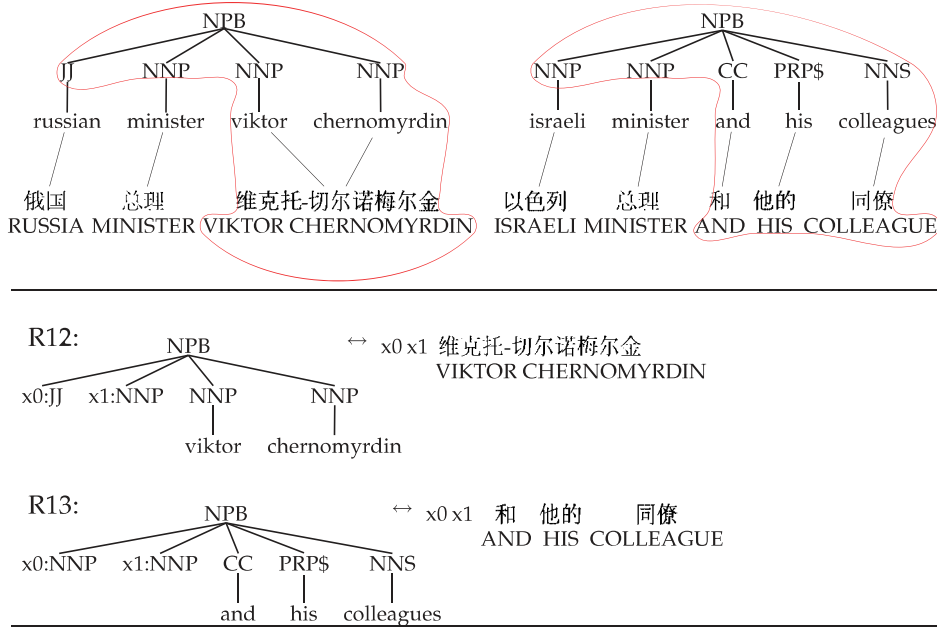 NPB NPB
JJ NNP NNP NNP NNP NNP CC PRP$ NNS
russian minister viktor chernomyrdin israeli minister and his colleagues
俄国 总理 维克托-切尔诺梅尔金 以色列 总理 和 他的 同僚
RUSSIA MINISTER VIKTOR CHERNOMYRDIN ISRAELI MINISTER AND HIS COLLEAGUE
R12:
NPB ↔ x0 x1 维克托-切尔诺梅尔金
VIKTOR CHERNOMYRDIN
x0:JJ x1:NNP NNP NNP
viktor chernomyrdin
R13:
NPB ↔ x0 x1 和 他的 同僚
AND HIS COLLEAGUE
x0:NNP x1:NNP CC PRP$ NNS
and his colleagues